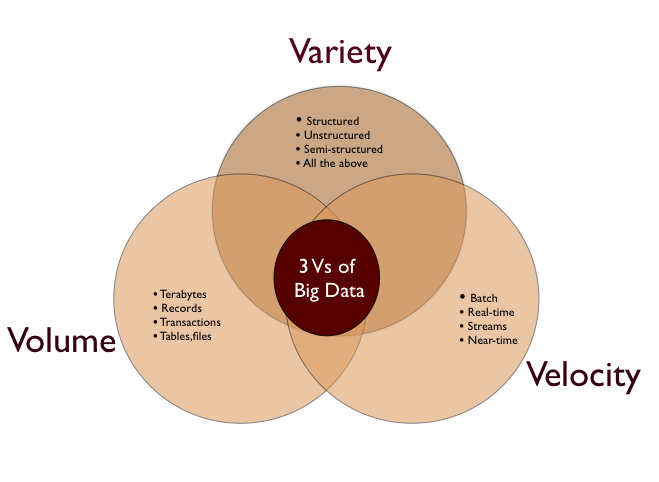 Variety
• Structured
• Unstructured
• Semi-structured
• All the above
3 Vs of
Big Data
• Terabytes
• Records
• Transactions
• Tables,files
Volume
• Batch
• Real-time
• Streams
• Near-time
Velocity